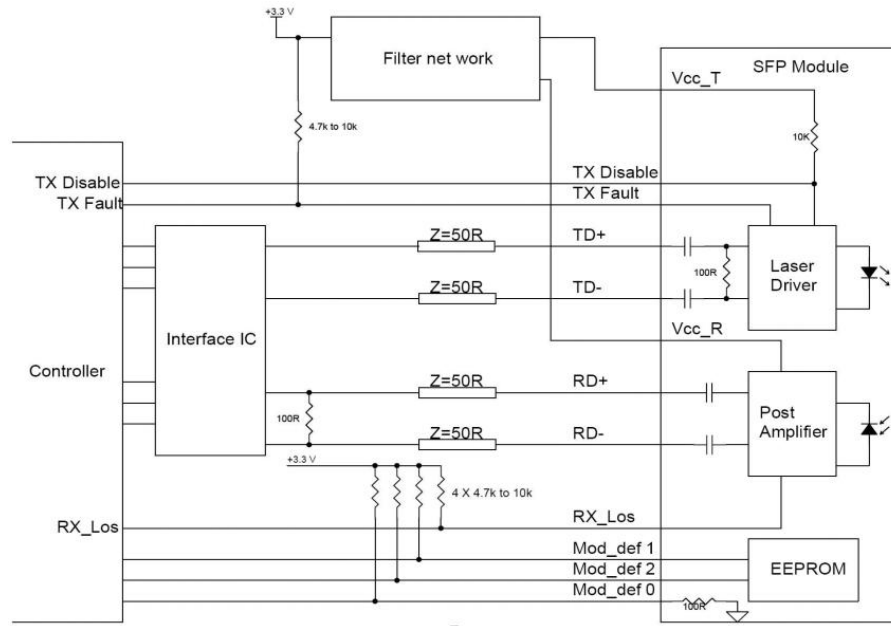 +3.3 V
Filter net work
SFP Module
Vcc_T
4.7k to 10k
10K
TX Disable
TX Disable
TX Fault
TX Fault
Z=50R
TD+
100R
Laser
Driver
Z=50R
TD-
Interface IC
Vcc_R
Controller
Z=50R
RD+
100R
Post
Amplifier
Z=50R
RD-
+3.3 V
4 X 4.7k to 10k
RX_Los
RX_Los
Mod_def 1
Mod_def 2
EEPROM
Mod_def 0
100R